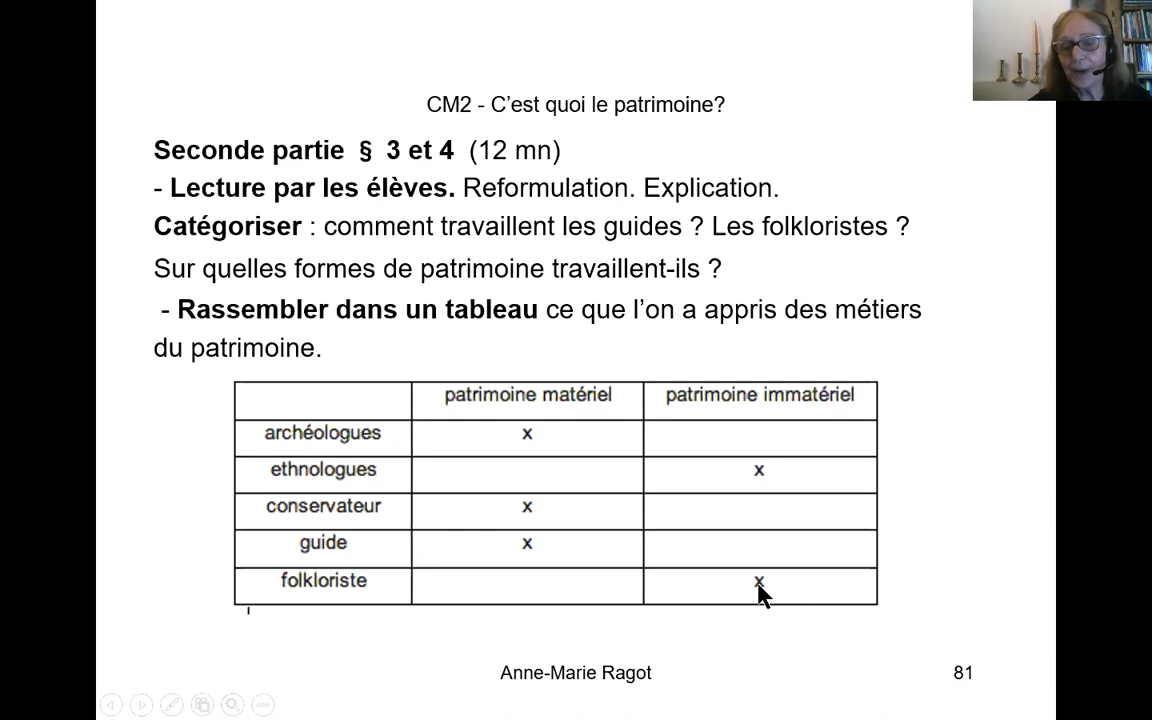 CM2 - C’est quoi le patrimoine?
Seconde partie § 3 et 4 (12 mn)
- Lecture par les élèves. Reformulation. Explication.
Catégoriser : comment travaillent les guides ? Les folkloristes ?
Sur quelles formes de patrimoine travaillent-ils ?
- Rassembler dans un tableau ce que l’on a appris des métiers
du patrimoine.
patrimoine matériel patrimoine immatériel
archéologues x
ethnologues x
conservateur x
guide x
folkloriste x
Anne-Marie Ragot 81